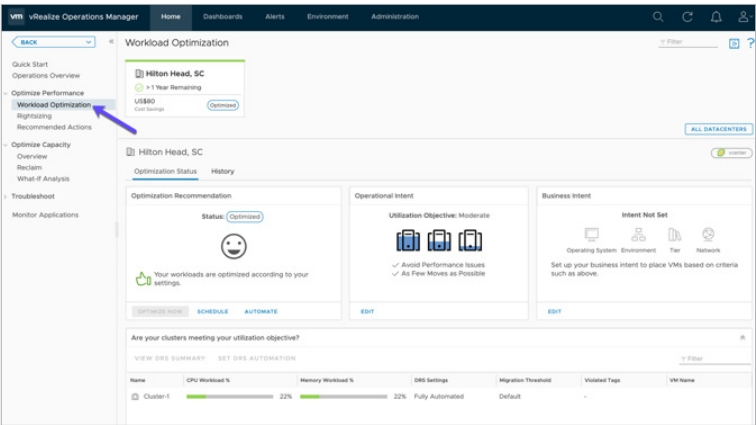 vm vRealize Operations Manager Home Dashboards Alerts Environment Administration
BACK
Workload Optimization
Filter
?
Quick Start
Operations Overview
Optimize Performance
Workload Optimization
Rightsizing
Recommended Actions
Optimize Capacity
Overview
Reclaim
What-If Analysis
Troubleshoot
Monitor Applications
Hilton Head, SC
> 1 Year Remaining
US$80
Cost Savings
Optimized
ALL DATACENTERS
Hilton Head, SC
vcenter
Optimization Status History
Optimization Recommendation
Status: Optimized
Your workloads are optimized according to your
settings.
OPTIMIZE NOW SCHEDULE AUTOMATE
Operational Intent
Utilization Objective: Moderate
Avoid Performance Issues
As Few Moves as Possible
EDIT
Business Intent
Intent Not Set
Operating System Environment Tier Network
Set up your business intent to place VMs based on criteria
such as above.
EDIT
Are your clusters meeting your utilization objective?
VIEW DRS SUMMARY SET DRS AUTOMATION
Filter
Name CPU Workload % Memory Workload % DRS Settings Migration Threshold Violated Tags VM Name
Cluster-1 22% 22% Fully Automated Default -